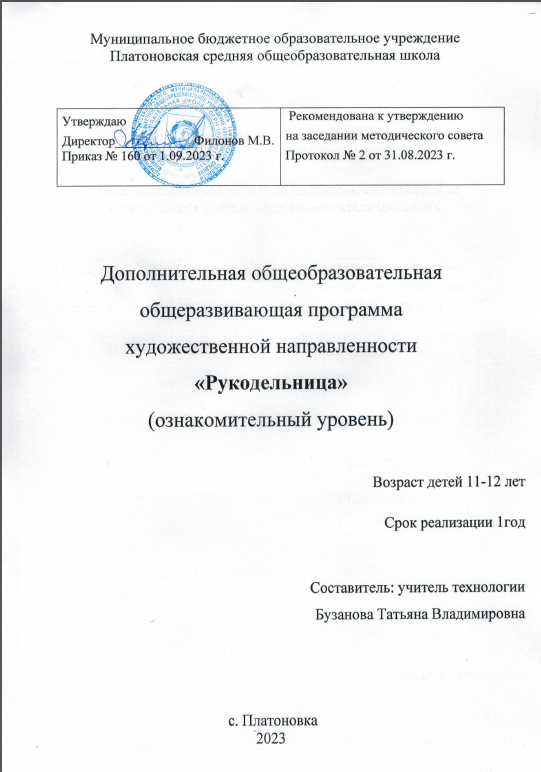 Муниципальное бюджетное образовательное учреждение
Платоновская средняя общеобразовательная школа
Утверждаю
Директор Филонов М.В.
Приказ № 160 от 1.09.2023 г.
Рекомендована к утверждению
на заседании методического совета
Протокол № 2 от 31.08.2023 г.
Дополнительная общеобразовательная
общеразвивающая программа
художественной направленности
«Рукодельница»
(ознакомительный уровень)
Возраст детей 11-12 лет
Срок реализации 1год
Составитель: учитель технологии
Бузанова Татьяна Владимировна
с. Платоновка
2023